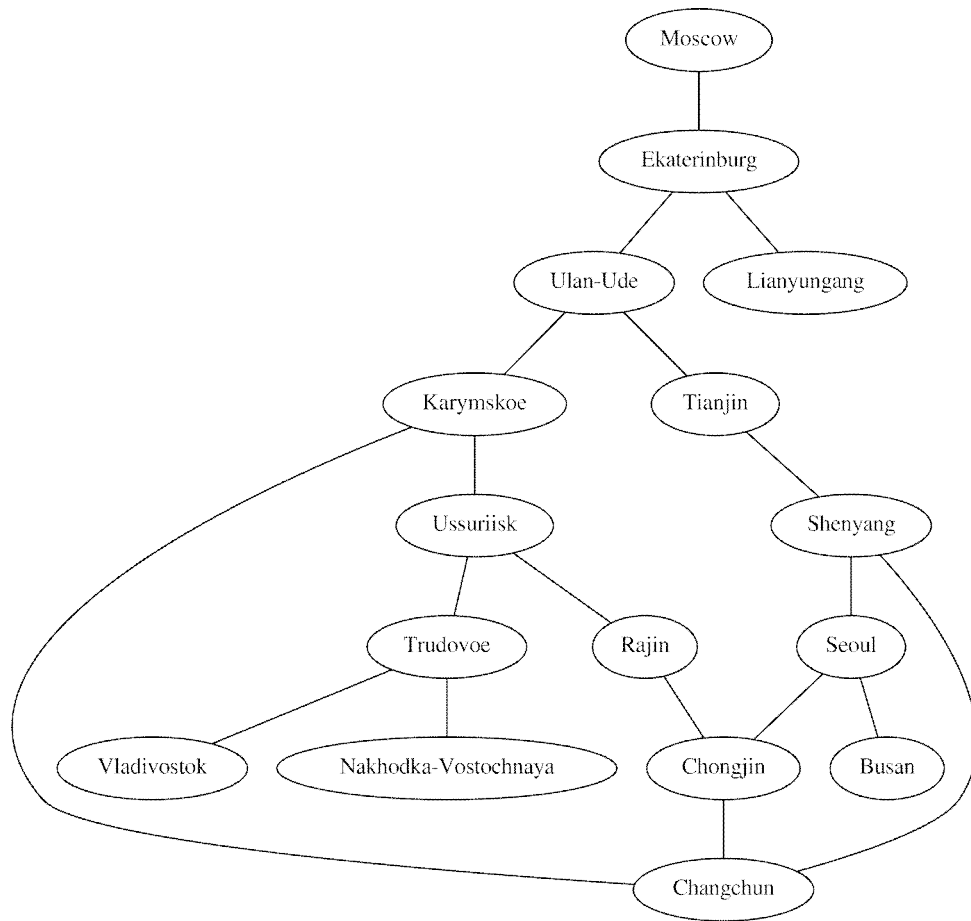 Moscow
Ekaterinburg
Ulan-Ude
Lianyungang
Karymskoe
Tianjin
Ussuriisk
Shenyang
Trudovoe
Rajin
Seoul
Vladivostok
Nakhodka-Vostochnaya
Chongjin
Busan
Changchun